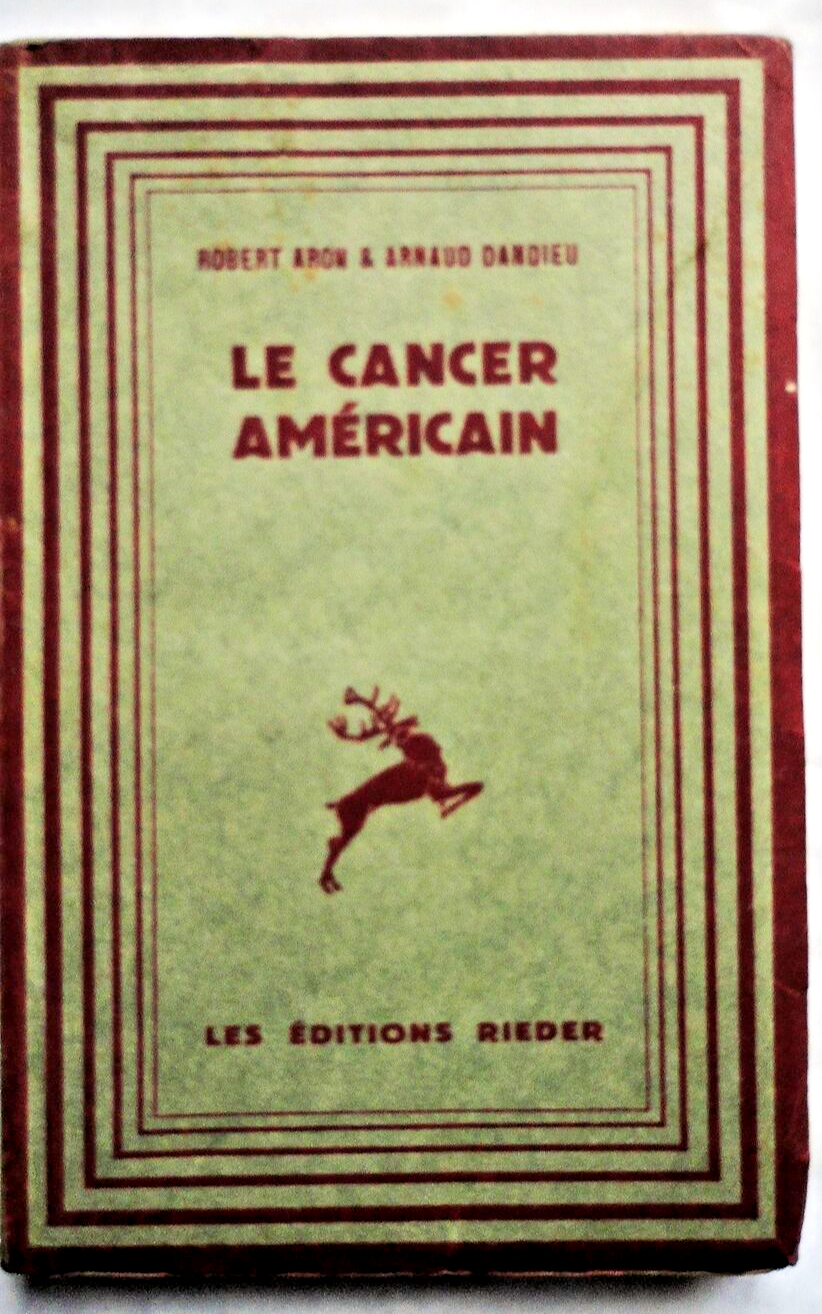 ROBERT ARON & ARNAUD DANDIEU
LE CANCER
AMÉRICAIN
LES ÉDITIONS RIEDER